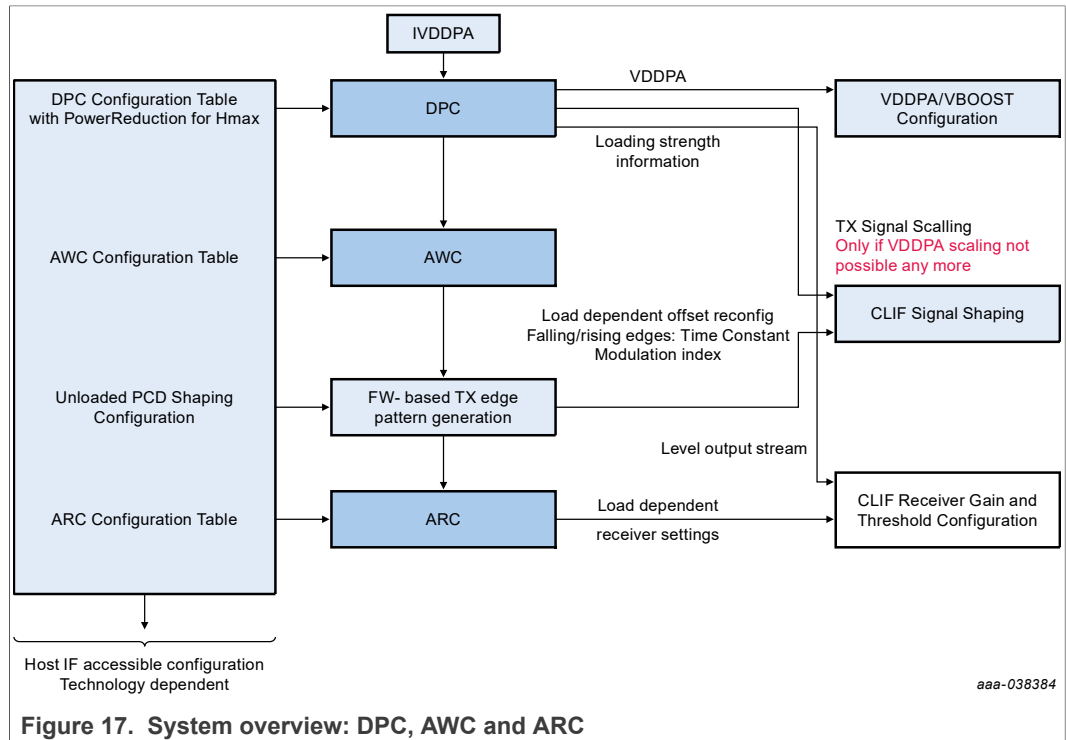 IVDDPA
DPC Configuration Table
with PowerReduction for Hmax
DPC
VDDPA
VDDPA/VBOOST
Configuration
Loading strength
information
TX Signal Scalling
Only if VDDPA scaling not
possible any more
AWC Configuration Table
AWC
CLIF Signal Shaping
Load dependent offset reconfig
Falling/rising edges: Time Constant
Modulation index
Unloaded PCD Shaping
Configuration
FW- based TX edge
pattern generation
Level output stream
ARC Configuration Table
ARC
Load dependent
receiver settings
CLIF Receiver Gain and
Threshold Configuration
Host IF accessible configuration
Technology dependent
aaa-038384
Figure 17. System overview: DPC, AWC and ARC